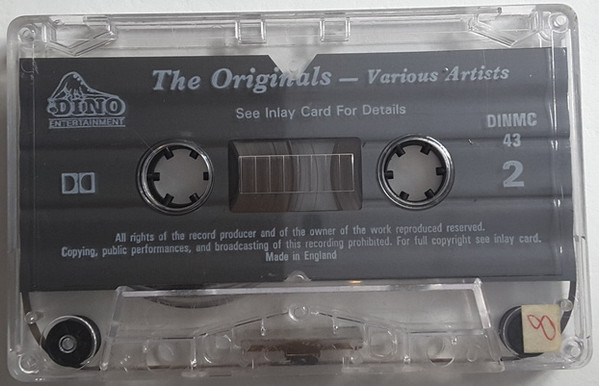 The Originals — Various Artists
DINO
ENTERTAINMENT
See Inlay Card For Details
DINMC
43
2
All rights of the record producer and of the owner of the work reproduced reserved.
Copying, public performances, and broadcasting of this recording prohibited. For full copyright see inlay card.
Made in England